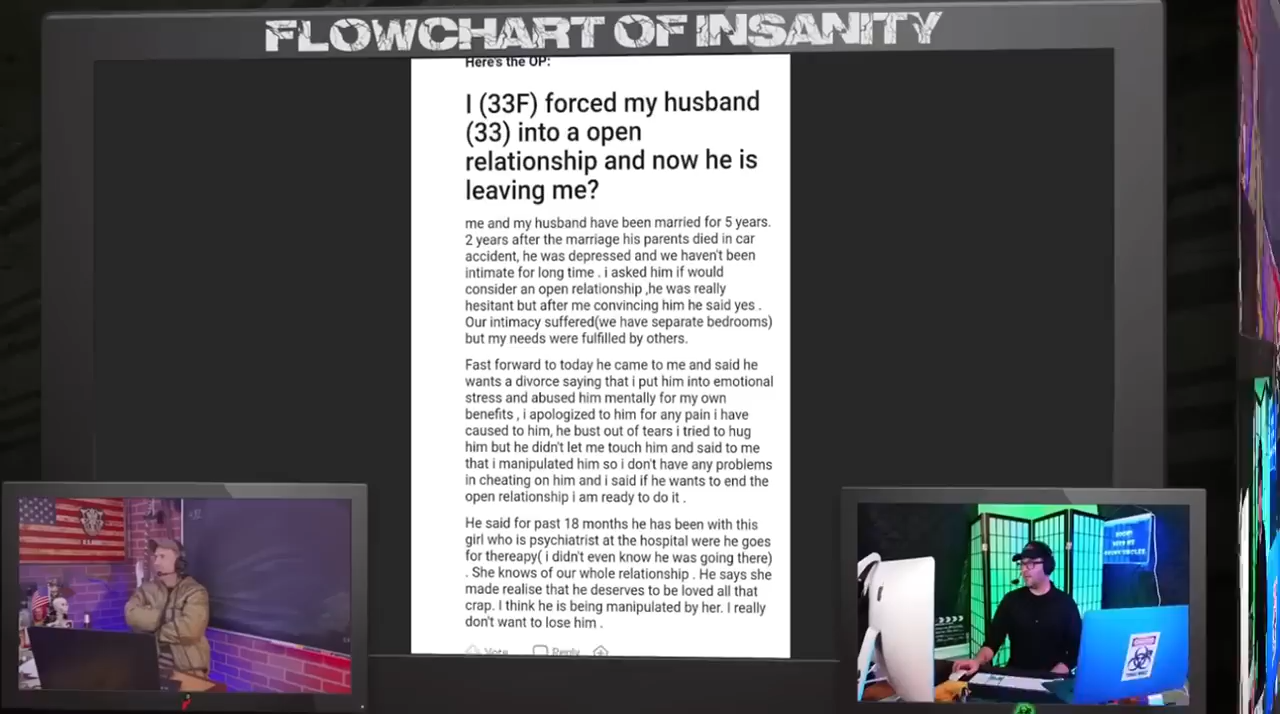 FLOWCHART OF INSANITY
Here's the OP:
I (33F) forced my husband
(33) into a open
relationship and now he is
leaving me?
me and my husband have been married for 5 years.
2 years after the marriage his parents died in car
accident, he was depressed and we haven't been
intimate for long time . i asked him if would
consider an open relationship ,he was really
hesitant but after me convincing him he said yes .
Our intimacy suffered(we have separate bedrooms)
but my needs were fulfilled by others.
Fast forward to today he came to me and said he
wants a divorce saying that i put him into emotional
stress and abused him mentally for my own
benefits , i apologized to him for any pain i have
caused to him, he bust out of tears i tried to hug
him but he didn't let me touch him and said to me
that i manipulated him so i don't have any problems
in cheating on him and i said if he wants to end the
open relationship i am ready to do it .
He said for past 18 months he has been with this
girl who is psychiatrist at the hospital were he goes
for thereapy( i didn't even know he was going there)
. She knows of our whole relationship . He says she
made realise that he deserves to be loved all that
crap. I think he is being manipulated by her. I really
don't want to lose him .
Vote Reply